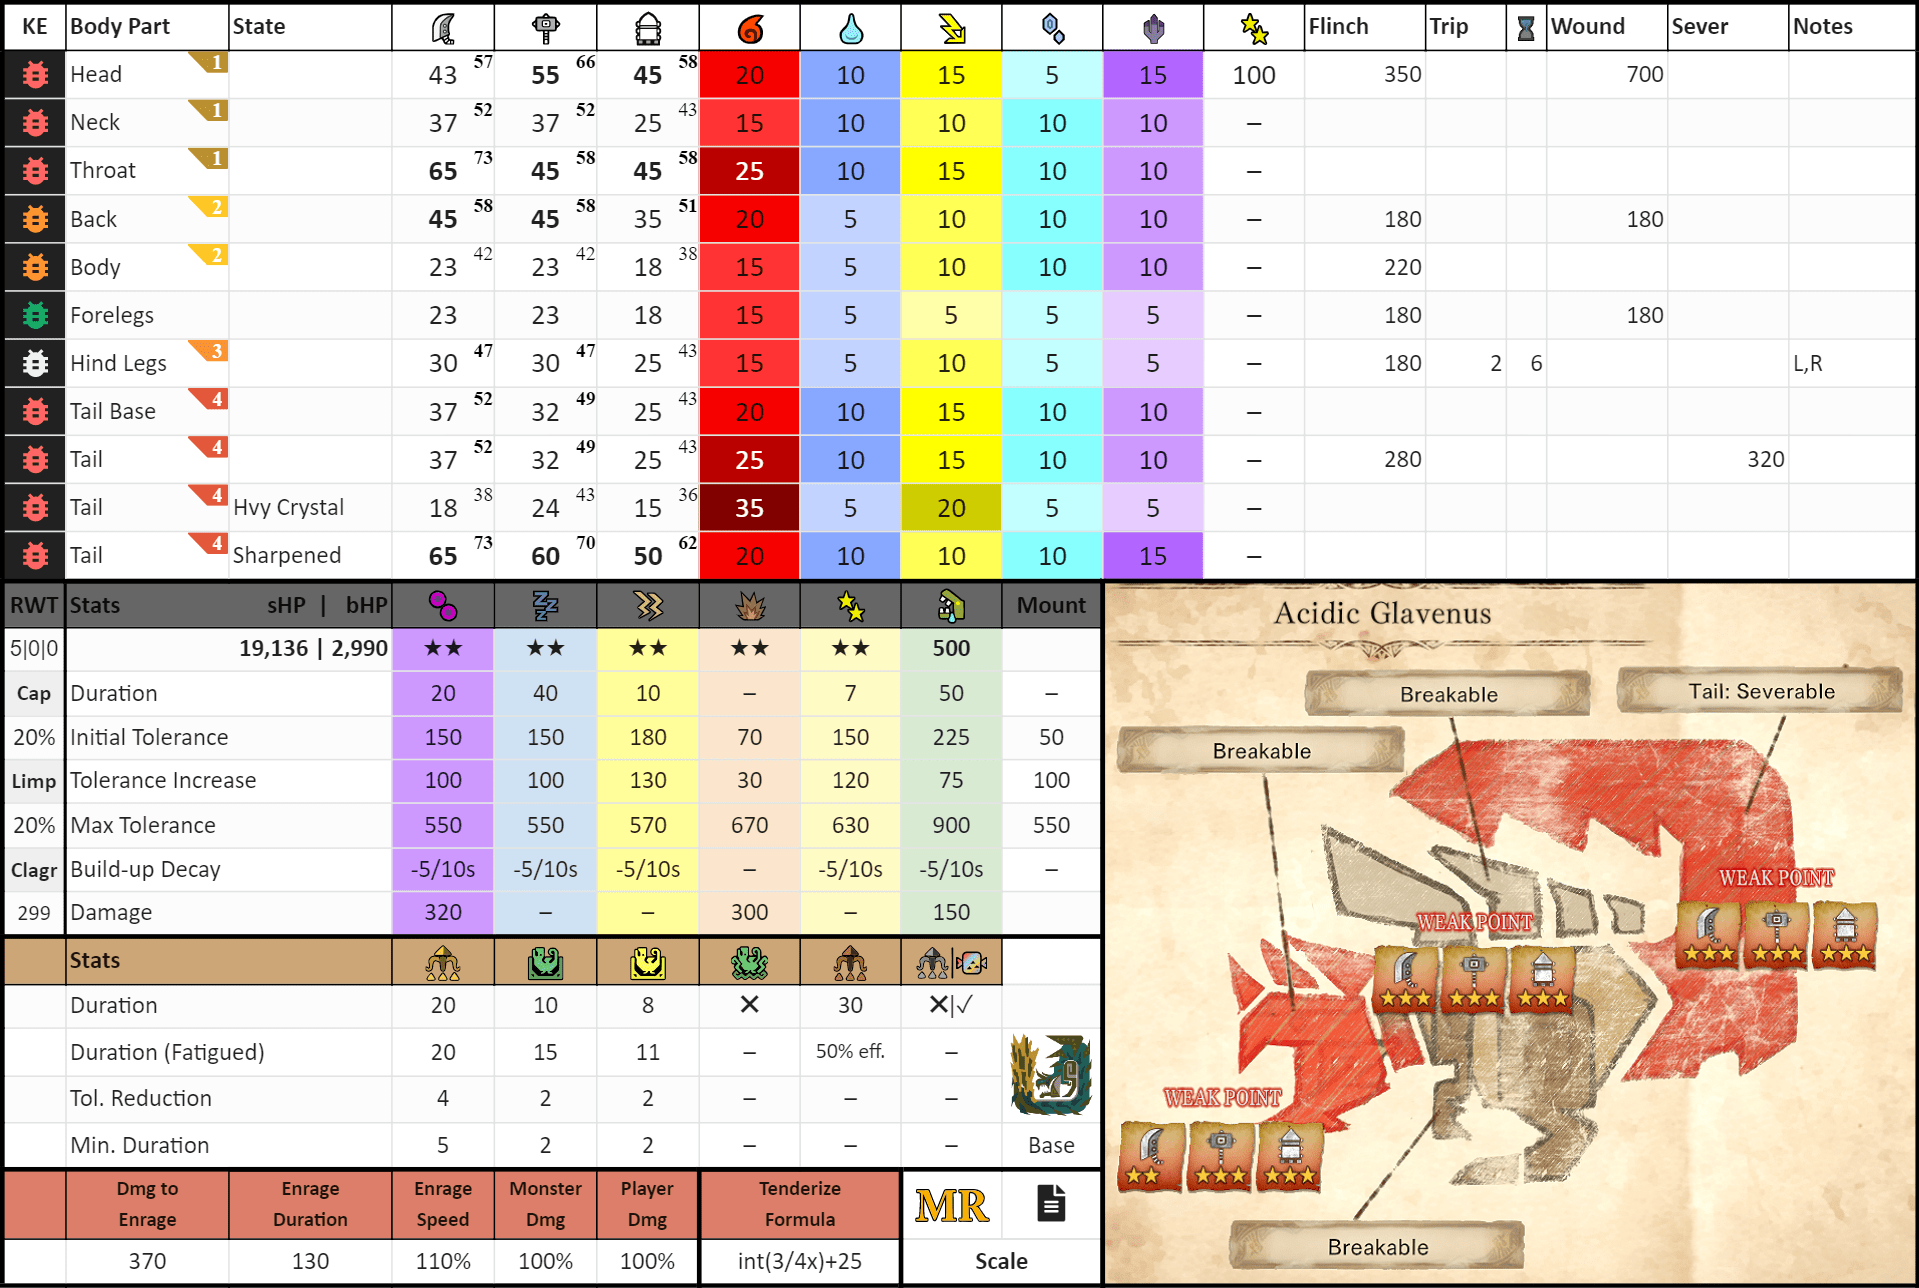 KE Body Part State Flinch Trip Wound Sever Notes
Head 1 43 57 55 66 45 58 20 10 15 5 15 100 350 700
Neck 1 37 52 37 52 25 43 15 10 10 10 10 –
Throat 1 65 73 45 58 45 58 25 10 15 10 10 –
Back 2 45 58 45 58 35 51 20 5 10 10 10 – 180 180
Body 2 23 42 23 42 18 38 15 5 10 10 10 – 220
Forelegs 23 23 18 15 5 5 5 5 – 180 180
Hind Legs 3 30 47 30 47 25 43 15 5 10 5 5 – 180 2 6 L,R
Tail Base 4 37 52 32 49 25 43 20 10 15 10 10 –
Tail 4 37 52 32 49 25 43 25 10 15 10 10 – 280 320
Tail 4 Hvy Crystal 18 38 24 43 15 36 35 5 20 5 5 –
Tail 4 Sharpened 65 73 60 70 50 62 20 10 10 10 15 –
RWT Stats sHP | bHP Mount
5|0|0 19,136 | 2,990 ★★ ★★ ★★ ★★ ★★ 500
Cap Duration 20 40 10 – 7 50 –
20% Initial Tolerance 150 150 180 70 150 225 50
Limp Tolerance Increase 100 100 130 30 120 75 100
20% Max Tolerance 550 550 570 670 630 900 550
Clagr Build-up Decay -5/10s -5/10s -5/10s – -5/10s -5/10s –
299 Damage 320 – – 300 – 150
Stats
Duration 20 10 8 ✕ 30 ✕|✓
Duration (Fatigued) 20 15 11 – 50% eff. –
Tol. Reduction 4 2 2 – – –
Min. Duration 5 2 2 – – – Base
Dmg to Enrage Enrage Duration Enrage Speed Monster Dmg Player Dmg Tenderize Formula MR
370 130 110% 100% 100% int(3/4x)+25 Scale
Acidic Glavenus
Breakable
Tail: Severable
Breakable
WEAK POINT
★★★ ★★★ ★★★
WEAK POINT
★★★ ★★★ ★★★
WEAK POINT
★★ ★★★ ★★★
Breakable